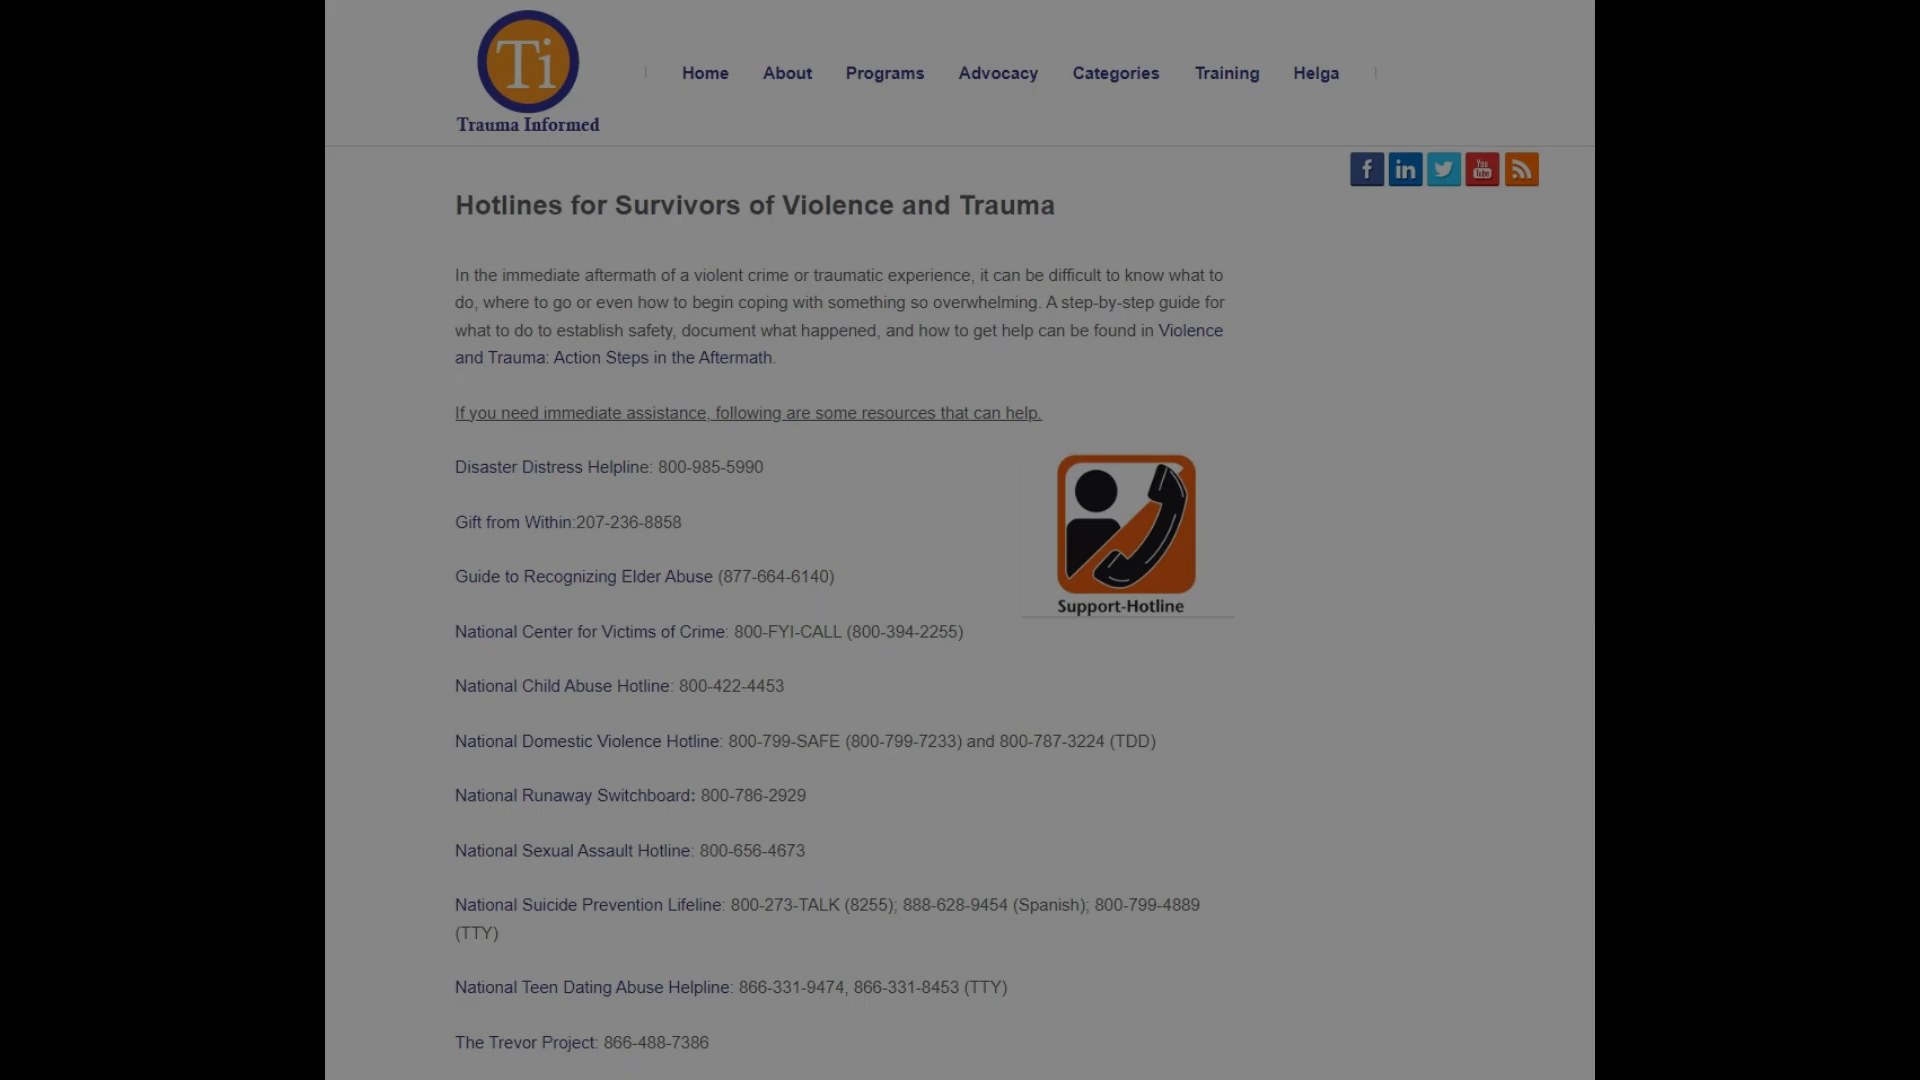 Ti
Trauma Informed
Home About Programs Advocacy Categories Training Helga
f in You Tube
Hotlines for Survivors of Violence and Trauma
In the immediate aftermath of a violent crime or traumatic experience, it can be difficult to know what to
do, where to go or even how to begin coping with something so overwhelming. A step-by-step guide for
what to do to establish safety, document what happened, and how to get help can be found in Violence
and Trauma: Action Steps in the Aftermath.
If you need immediate assistance, following are some resources that can help.
Disaster Distress Helpline: 800-985-5990
Gift from Within:207-236-8858
Guide to Recognizing Elder Abuse (877-664-6140)
Support-Hotline
National Center for Victims of Crime: 800-FYI-CALL (800-394-2255)
National Child Abuse Hotline: 800-422-4453
National Domestic Violence Hotline: 800-799-SAFE (800-799-7233) and 800-787-3224 (TDD)
National Runaway Switchboard: 800-786-2929
National Sexual Assault Hotline: 800-656-4673
National Suicide Prevention Lifeline: 800-273-TALK (8255); 888-628-9454 (Spanish); 800-799-4889
(TTY)
National Teen Dating Abuse Helpline: 866-331-9474, 866-331-8453 (TTY)
The Trevor Project: 866-488-7386